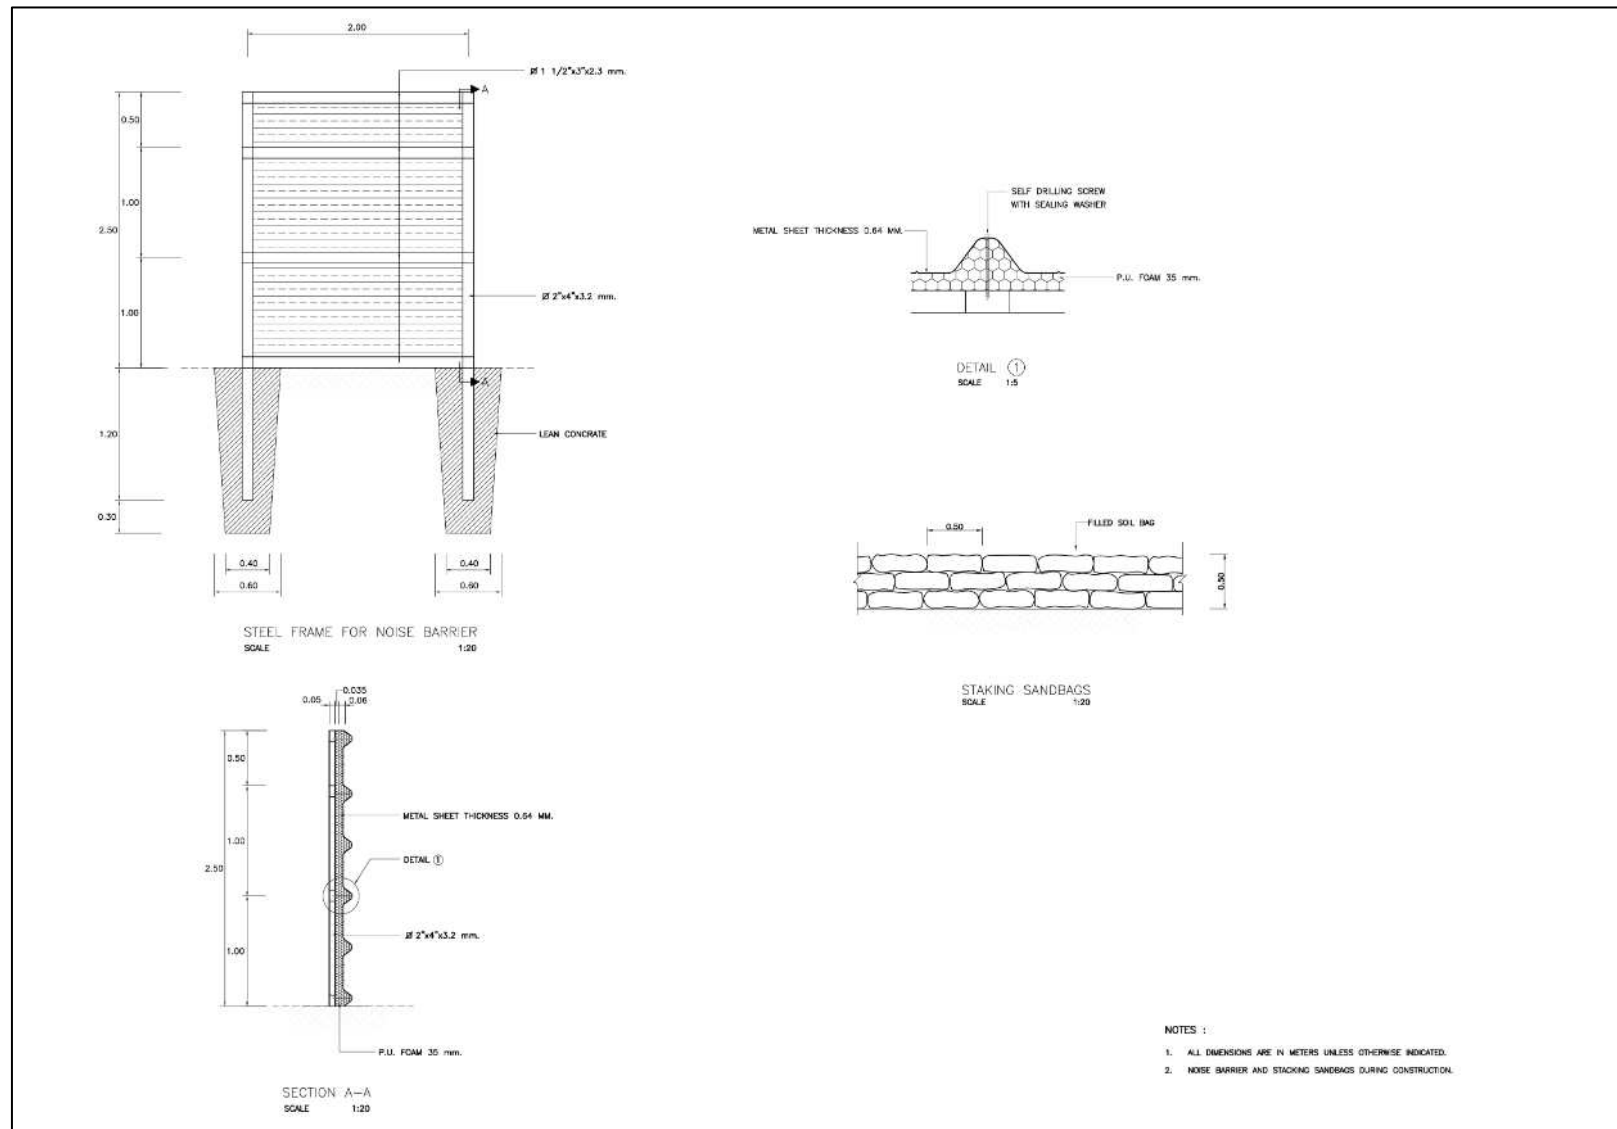 2.00
Ø 1 1/2"x3"x2.3 mm.
A
0.50
1.00
2.50
1.00
Ø 2"x4"x3.2 mm.
A
1.20
LEAN CONCRETE
0.30
0.40
0.60
0.40
0.60
STEEL FRAME FOR NOISE BARRIER
SCALE 1:20
SELF DRILLING SCREW
WITH SEALING WASHER
METAL SHEET THICKNESS 0.64 MM.
P.U. FOAM 35 mm.
DETAIL 1
SCALE 1:5
0.50
FILLED SOIL BAG
0.50
STAKING SANDBAGS
SCALE 1:20
0.035
0.05 0.06
0.50
METAL SHEET THICKNESS 0.64 MM.
1.00
DETAIL 1
2.50
Ø 2"x4"x3.2 mm.
1.00
P.U. FOAM 35 mm.
SECTION A-A
SCALE 1:20
NOTES :
1. ALL DIMENSIONS ARE IN METERS UNLESS OTHERWISE INDICATED.
2. NOISE BARRIER AND STACKING SANDBAGS DURING CONSTRUCTION.